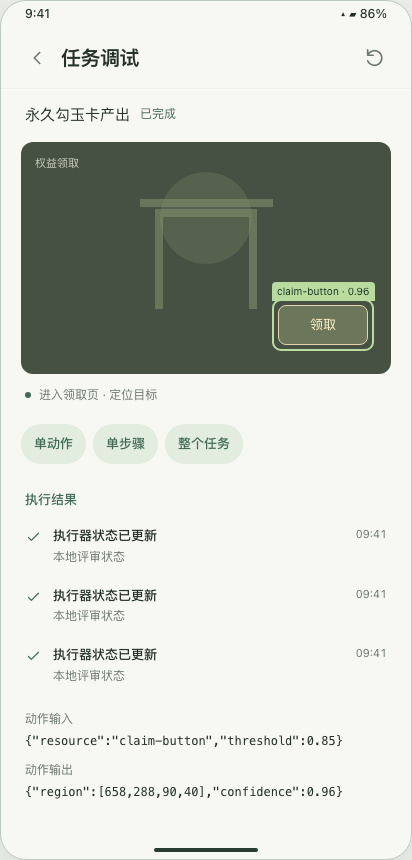 9:41
86%
任务调试
永久勾玉卡产出 已完成
权益领取
claim-button · 0.96
领取
进入领取页 · 定位目标
单动作 单步骤 整个任务
执行结果
执行器状态已更新 09:41
本地评审状态
执行器状态已更新 09:41
本地评审状态
执行器状态已更新 09:41
本地评审状态
动作输入
{"resource":"claim-button","threshold":0.85}
动作输出
{"region":[658,288,90,40],"confidence":0.96}